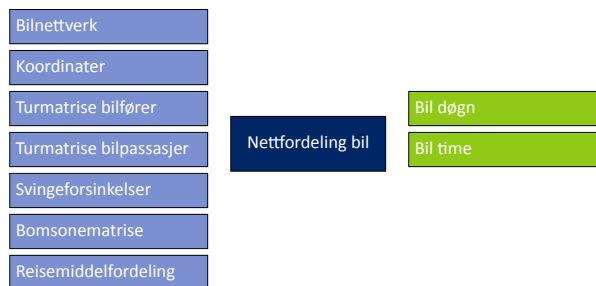 Bilnettverk
Koordinater
Turmatrise bilfører
Turmatrise bilpassasjer
Svingeforsinkelser
Bomsonematrise
Reisemiddelfordeling
Nettfordeling bil
Bil døgn
Bil time